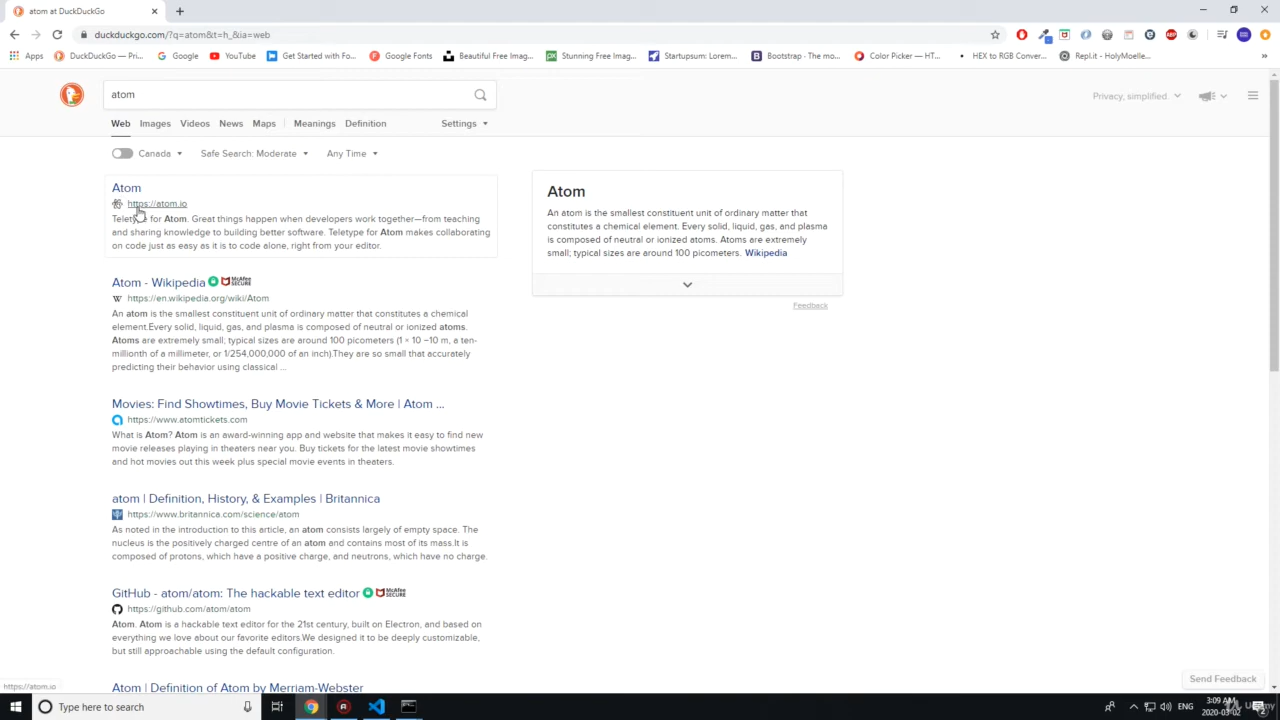 atom at DuckDuckGo
duckduckgo.com/?q=atom&t=h_&ia=web
Apps
DuckDuckGo — Pri...
Google
YouTube
Get Started with Fo...
Google Fonts
Beautiful Free Imag...
Stunning Free Imag...
Startupsum: Lorem...
Bootstrap - The mo...
Color Picker — HT...
HEX to RGB Conver...
Repl.it - HolyMoelle...
atom
Privacy, simplified.
Web
Images
Videos
News
Maps
Meanings
Definition
Settings
Canada
Safe Search: Moderate
Any Time
Atom
https://atom.io
Teletype for Atom. Great things happen when developers work together—from teaching
and sharing knowledge to building better software. Teletype for Atom makes collaborating
on code just as easy as it is to code alone, right from your editor.
Atom
An atom is the smallest constituent unit of ordinary matter that
constitutes a chemical element. Every solid, liquid, gas, and plasma
is composed of neutral or ionized atoms. Atoms are extremely
small; typical sizes are around 100 picometers. Wikipedia
Feedback
Atom - Wikipedia
McAfee
SECURE
https://en.wikipedia.org/wiki/Atom
An atom is the smallest constituent unit of ordinary matter that constitutes a chemical
element.Every solid, liquid, gas, and plasma is composed of neutral or ionized atoms.
Atoms are extremely small; typical sizes are around 100 picometers (1 × 10 −10 m, a ten-
millionth of a millimeter, or 1/254,000,000 of an inch).They are so small that accurately
predicting their behavior using classical ...
Movies: Find Showtimes, Buy Movie Tickets & More | Atom ...
https://www.atomtickets.com
What is Atom? Atom is an award-winning app and website that makes it easy to find new
movie releases playing in theaters near you. Buy tickets for the latest movie showtimes
and hot movies out this week plus special movie events in theaters.
atom | Definition, History, & Examples | Britannica
https://www.britannica.com/science/atom
As noted in the introduction to this article, an atom consists largely of empty space. The
nucleus is the positively charged centre of an atom and contains most of its mass.It is
composed of protons, which have a positive charge, and neutrons, which have no charge.
GitHub - atom/atom: The hackable text editor
McAfee
SECURE
https://github.com/atom/atom
Atom. Atom is a hackable text editor for the 21st century, built on Electron, and based on
everything we love about our favorite editors.We designed it to be deeply customizable,
but still approachable using the default configuration.
Atom | Definition of Atom by Merriam-Webster
Send Feedback
https://atom.io
Type here to search
ENG
3:09 AM
2020-03-02
Udemy